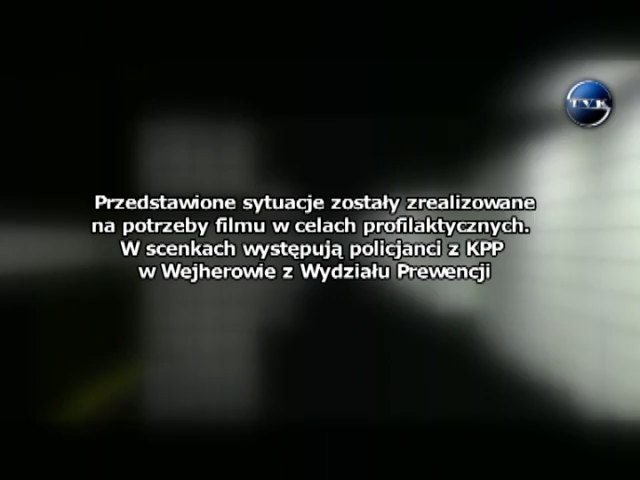 TVK
Przedstawione sytuacje zostały zrealizowane
na potrzeby filmu w celach profilaktycznych.
W scenkach występują policjanci z KPP
w Wejherowie z Wydziału Prewencji